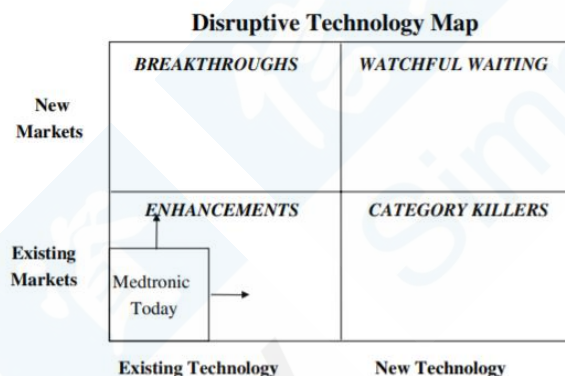 Disruptive Technology Map
BREAKTHROUGHS
WATCHFUL WAITING
New
Markets
ENHANCEMENTS
CATEGORY KILLERS
Existing
Markets
Medtronic
Today
Existing Technology
New Technology